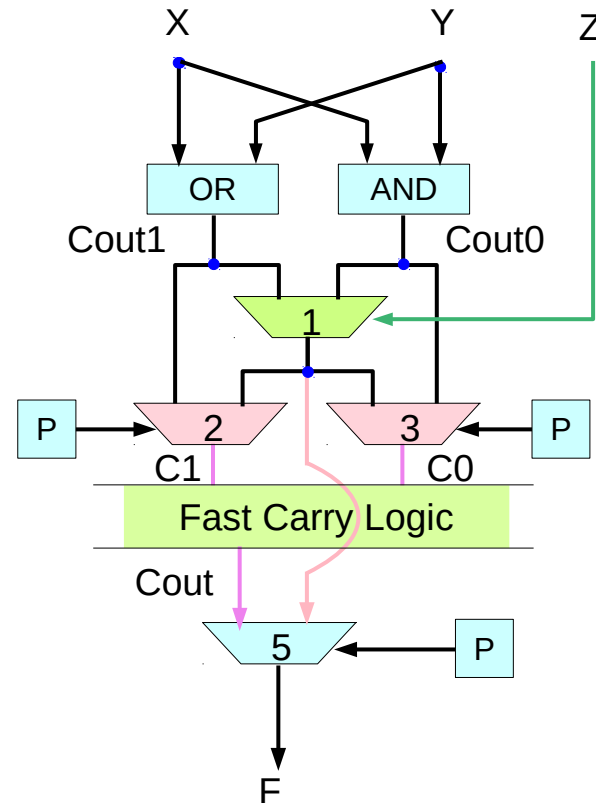 X Y Z
OR AND
Cout1 Cout0
1
P 2 3 P
C1 C0
Fast Carry Logic
Cout
5 P
F